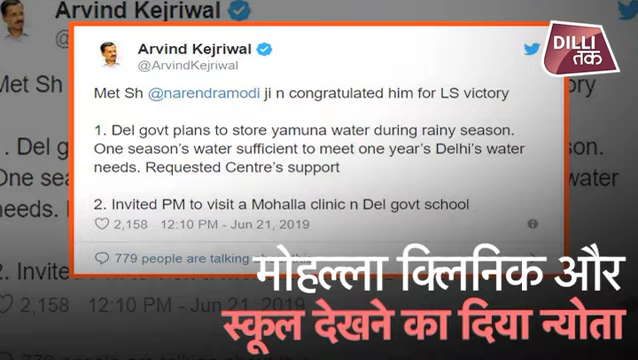 Arvind Kejriwal
DILLI
तक
Arvind Kejriwal
@ArvindKejriwal
Met Sh @narendramodi ji n congratulated him for LS victory
1. Del govt plans to store yamuna water during rainy season.
One season's water sufficient to meet one year's Delhi's water
needs. Requested Centre's support
2. Invited PM to visit a Mohalla clinic n Del govt school
2,158 12:10 PM - Jun 21, 2019
779 people are talking about this
मोहल्ला क्लिनिक और
स्कूल देखने का दिया न्योता